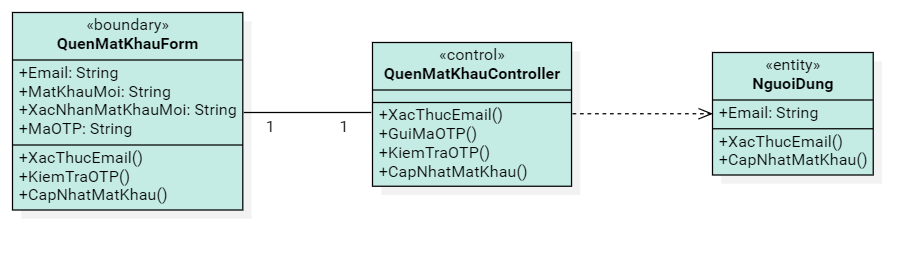 «boundary»
QuenMatKhauForm
+Email: String
+MatKhauMoi: String
+XacNhanMatKhauMoi: String
+MaOTP: String
+XacThucEmail()
+KiemTraOTP()
+CapNhatMatKhau()
1
1
«control»
QuenMatKhauController
+XacThucEmail()
+GuiMaOTP()
+KiemTraOTP()
+CapNhatMatKhau()
«entity»
NguoiDung
+Email: String
+XacThucEmail()
+CapNhatMatKhau()